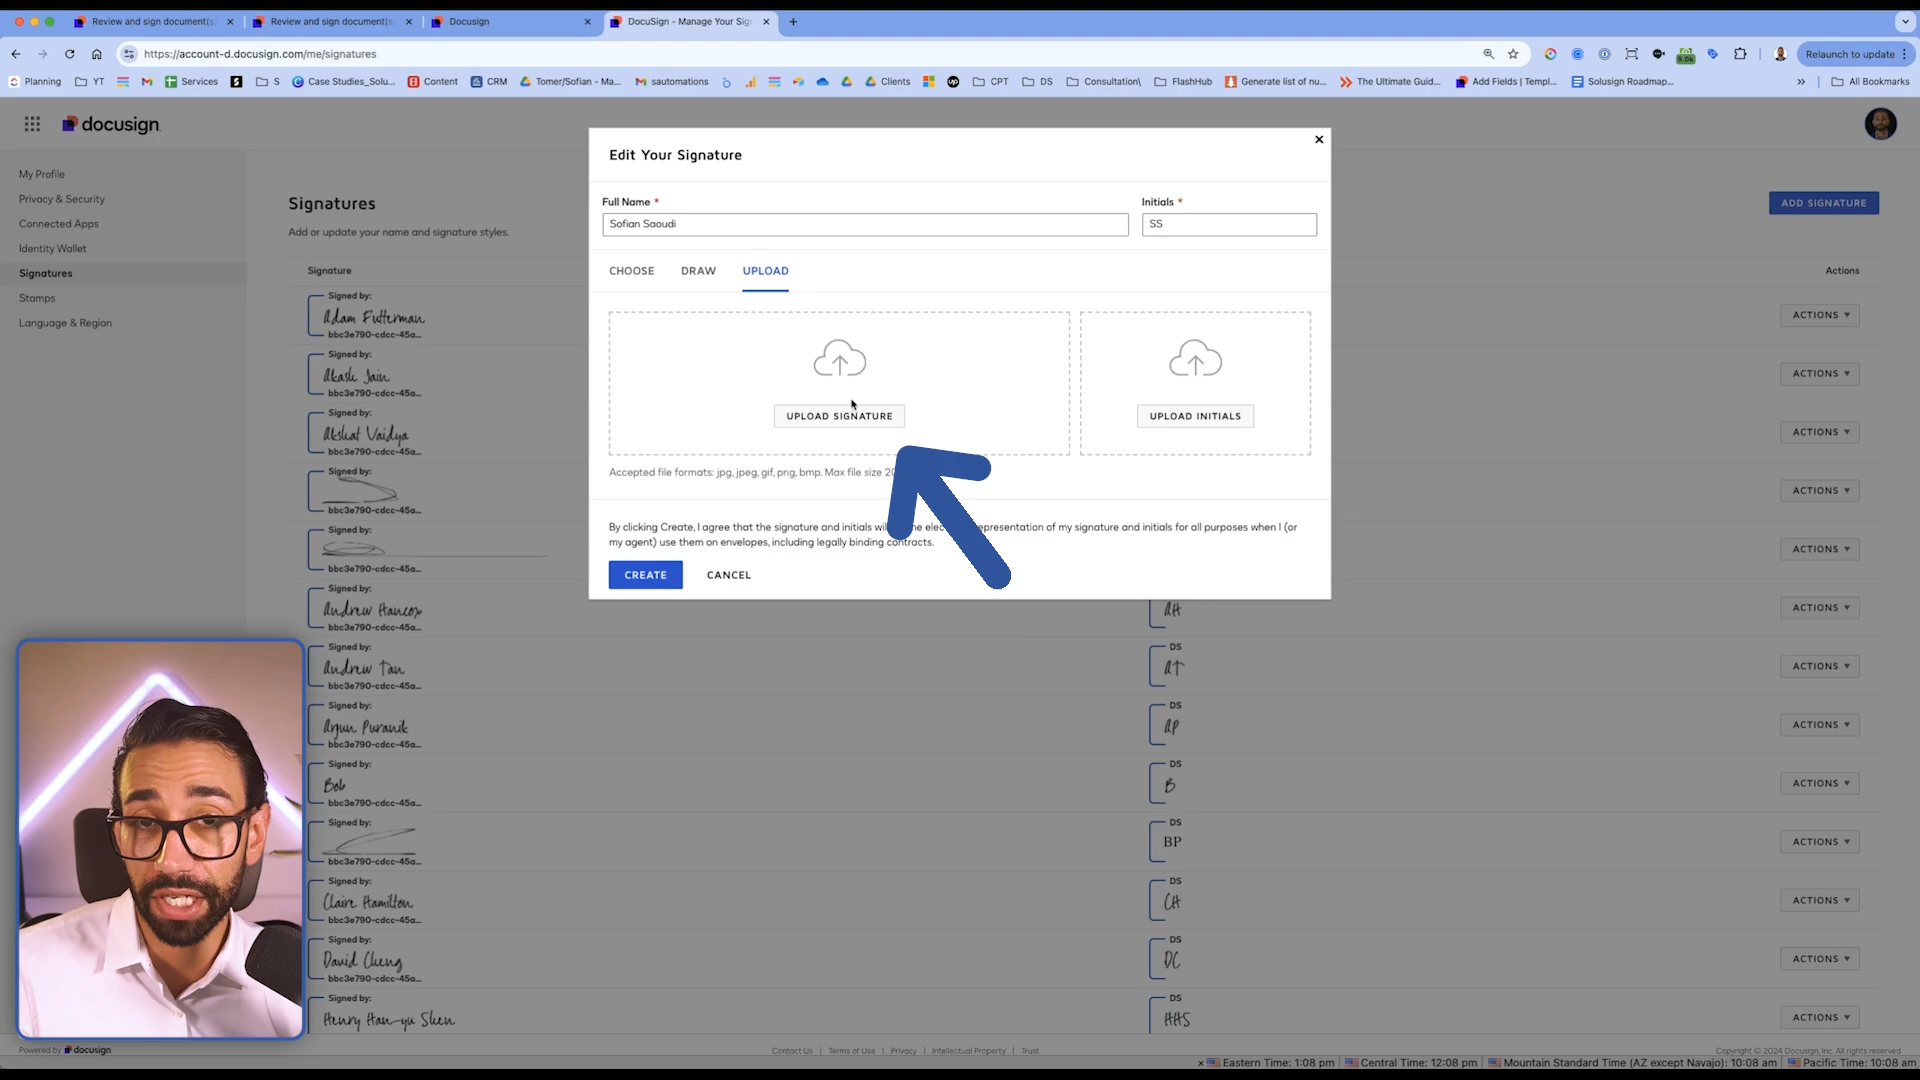 Review and sign document(s)
Review and sign document(s)
Docusign
DocuSign - Manage Your Sig
https://account-d.docusign.com/me/signatures
Relaunch to update
Planning
YT
Services
S
Case Studies_Solu...
Content
CRM
Tomer/Sofian - Ma...
sautomations
Clients
CPT
DS
Consultation\
FlashHub
Generate list of nu...
The Ultimate Guid...
Add Fields | Templ...
Solusign Roadmap...
All Bookmarks
docusign
My Profile
Privacy & Security
Connected Apps
Identity Wallet
Signatures
Stamps
Language & Region
Signatures
Add or update your name and signature styles.
ADD SIGNATURE
Signature
Actions
Edit Your Signature
Full Name *
Initials *
Sofian Saoudi
SS
CHOOSE
DRAW
UPLOAD
UPLOAD SIGNATURE
UPLOAD INITIALS
Accepted file formats: jpg, jpeg, gif, png, bmp. Max file size
By clicking Create, I agree that the signature and initials will representation of my signature and initials for all purposes when I (or
my agent) use them on envelopes, including legally binding contracts.
CREATE
CANCEL
Signed by:
Adam Futterman
bbc3e790-cdcc-45a...
ACTIONS
Signed by:
Akash Jain
bbc3e790-cdcc-45a...
ACTIONS
Signed by:
Akshat Vaidya
bbc3e790-cdcc-45a...
ACTIONS
Signed by:
bbc3e790-cdcc-45a...
ACTIONS
Signed by:
bbc3e790-cdcc-45a...
ACTIONS
Signed by:
Andrew Hancox
bbc3e790-cdcc-45a...
AH
ACTIONS
Signed by:
Andrew Tan
bbc3e790-cdcc-45a...
DS
AT
ACTIONS
Signed by:
Arjun Puranik
bbc3e790-cdcc-45a...
DS
AP
ACTIONS
Signed by:
Bob
bbc3e790-cdcc-45a...
DS
B
ACTIONS
Signed by:
bbc3e790-cdcc-45a...
DS
BP
ACTIONS
Signed by:
Claire Hamilton
bbc3e790-cdcc-45a...
DS
CH
ACTIONS
Signed by:
David Cheng
bbc3e790-cdcc-45a...
DS
DC
ACTIONS
Signed by:
Henry Han-yu Shen
DS
HHS
ACTIONS
Powered by docusign
Contact Us | Terms of Use | Privacy | Intellectual Property | Trust
Copyright © 2024 Docusign, Inc. All rights reserved
Eastern Time: 1:08 pm
Central Time: 12:08 pm
Mountain Standard Time (AZ except Navajo): 10:08 am
Pacific Time: 10:08 am